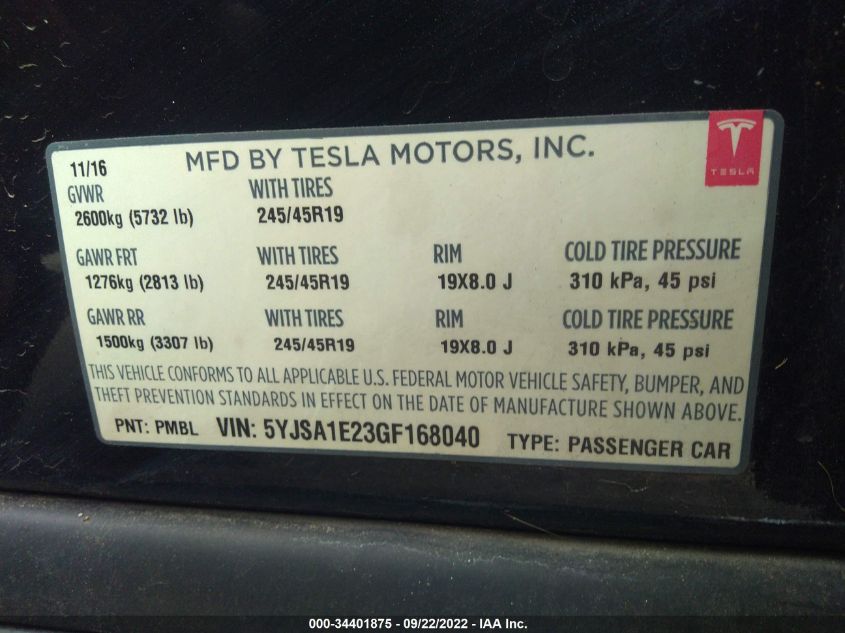 11/16 MFD BY TESLA MOTORS, INC.
TESLA
GVWR WITH TIRES
2600kg (5732 lb) 245/45R19
GAWR FRT WITH TIRES RIM COLD TIRE PRESSURE
1276kg (2813 lb) 245/45R19 19X8.0 J 310 kPa, 45 psi
GAWR RR WITH TIRES RIM COLD TIRE PRESSURE
1500kg (3307 lb) 245/45R19 19X8.0 J 310 kPa, 45 psi
THIS VEHICLE CONFORMS TO ALL APPLICABLE U.S. FEDERAL MOTOR VEHICLE SAFETY, BUMPER, AND
THEFT PREVENTION STANDARDS IN EFFECT ON THE DATE OF MANUFACTURE SHOWN ABOVE.
PNT: PMBL VIN: 5YJSA1E23GF168040 TYPE: PASSENGER CAR
000-34401875 - 09/22/2022 - IAA Inc.